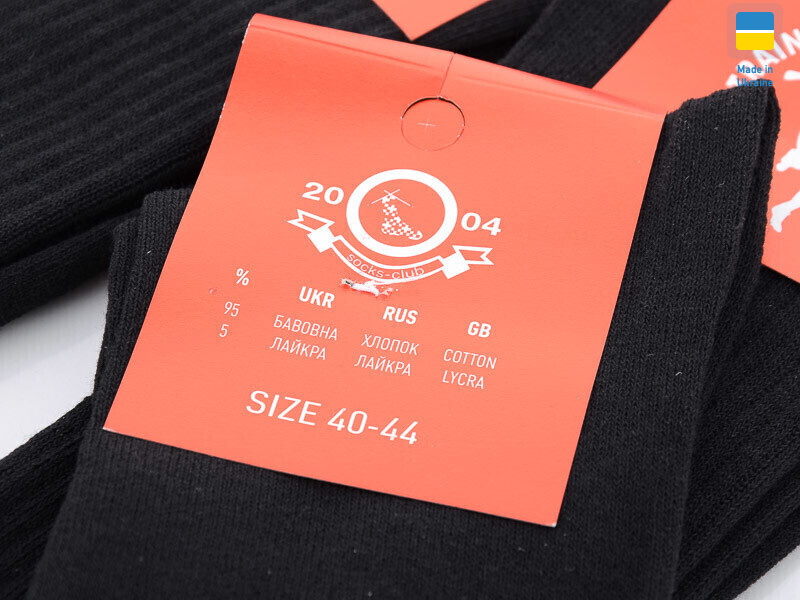 Made in
Ukraine
20 04
socks-club
% UKR RUS GB
95 БАВОВНА ХЛОПОК COTTON
5 ЛАЙКРА ЛАЙКРА LYCRA
SIZE 40-44